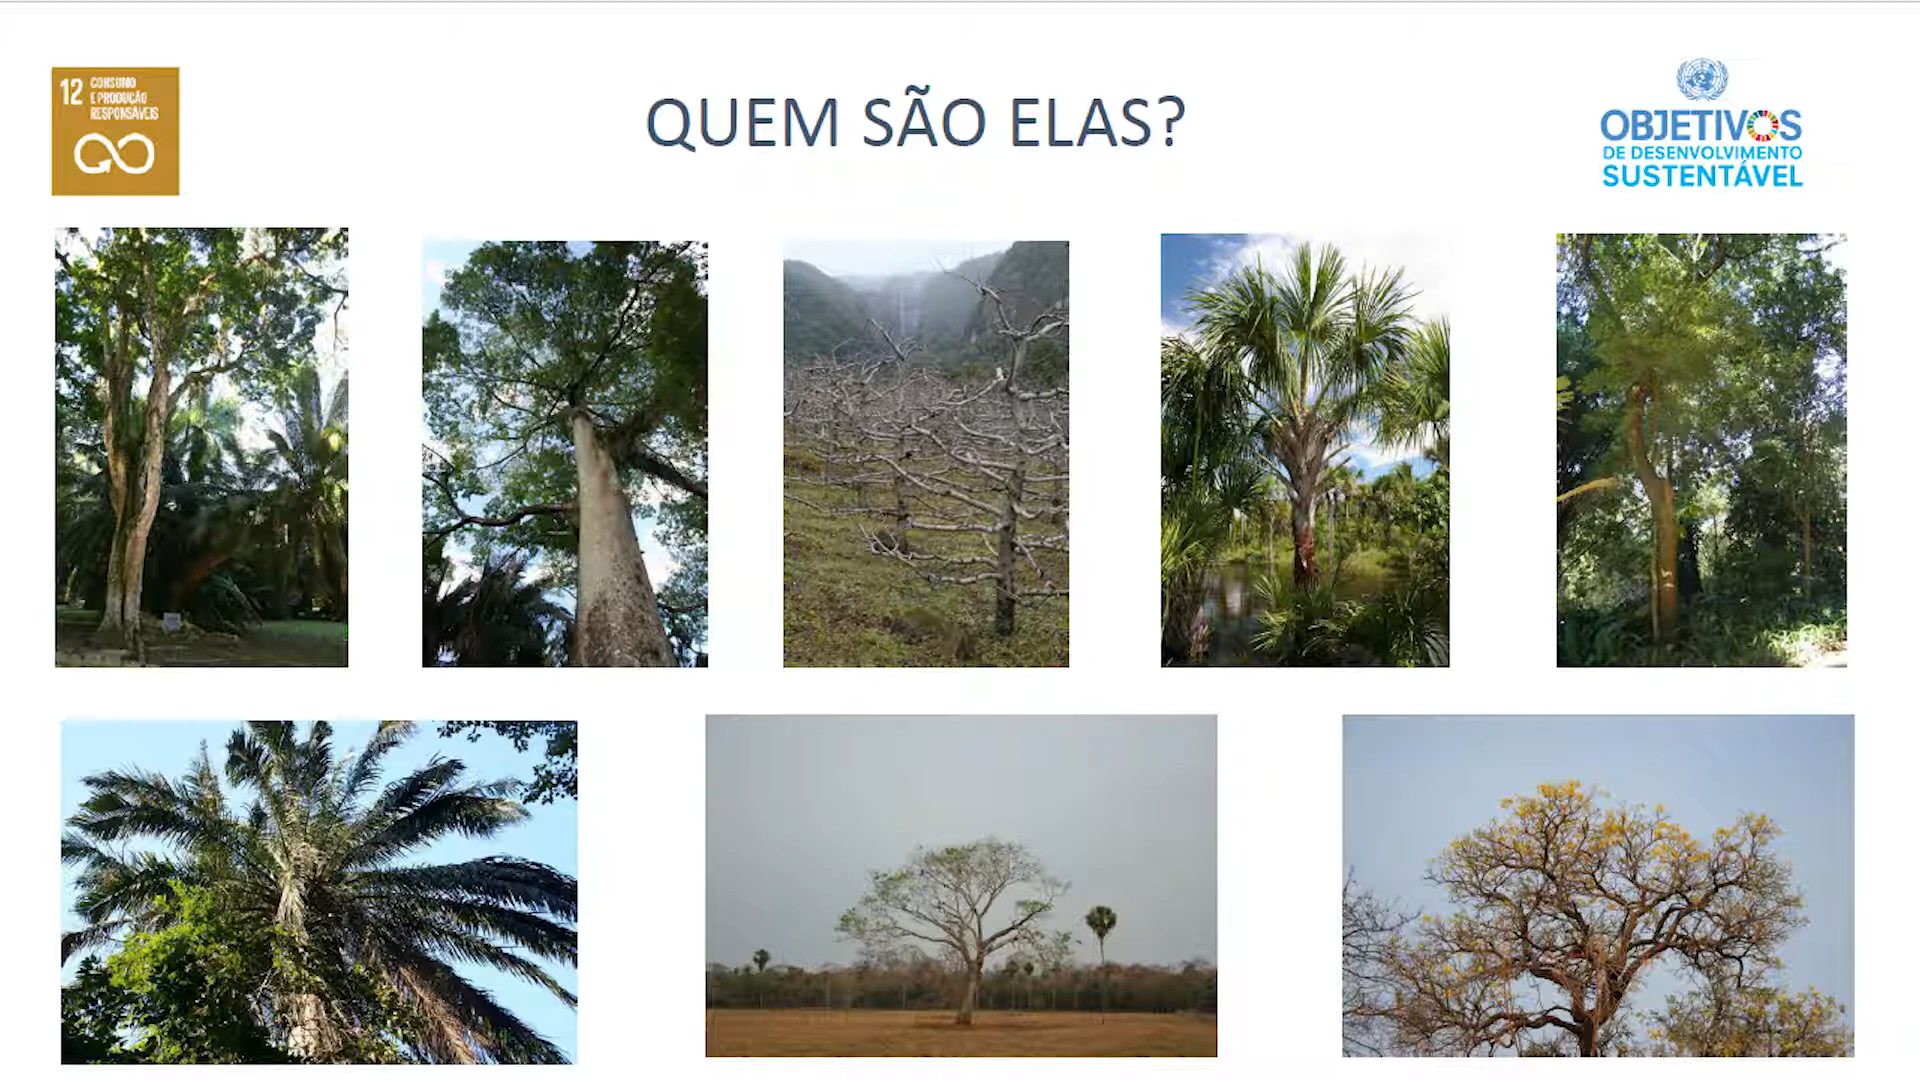 12 CONSUMO
E PRODUÇÃO
RESPONSÁVEIS
QUEM SÃO ELAS?
OBJETIVOS
DE DESENVOLVIMENTO
SUSTENTÁVEL